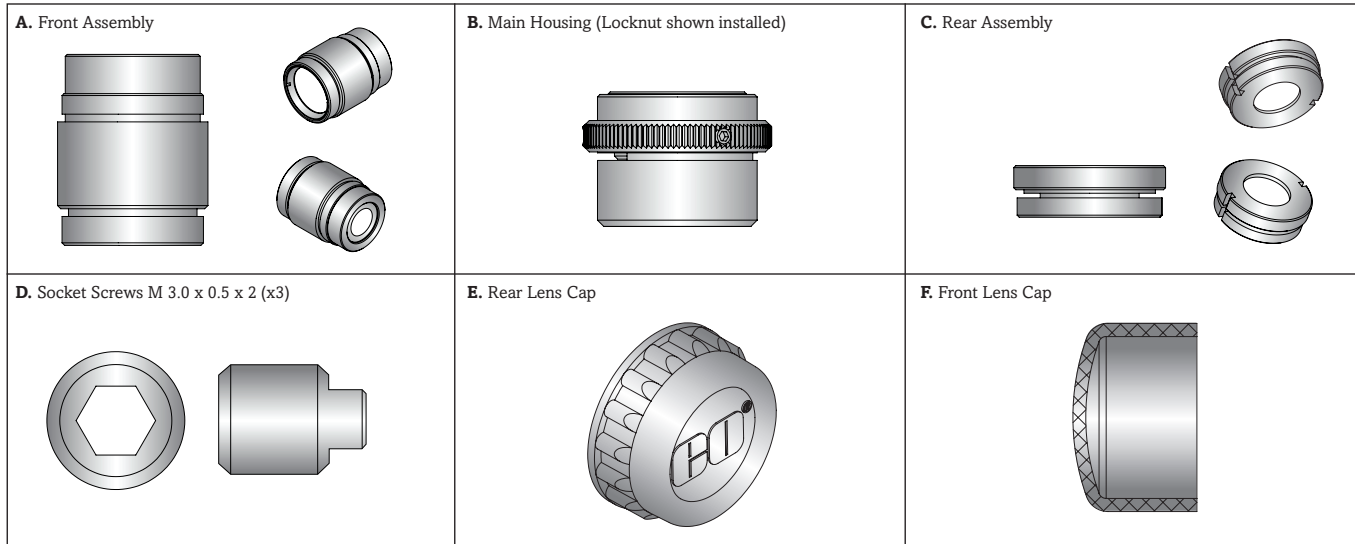 A. Front Assembly
B. Main Housing (Locknut shown installed)
C. Rear Assembly
D. Socket Screws M 3.0 x 0.5 x 2 (x3)
E. Rear Lens Cap
F. Front Lens Cap